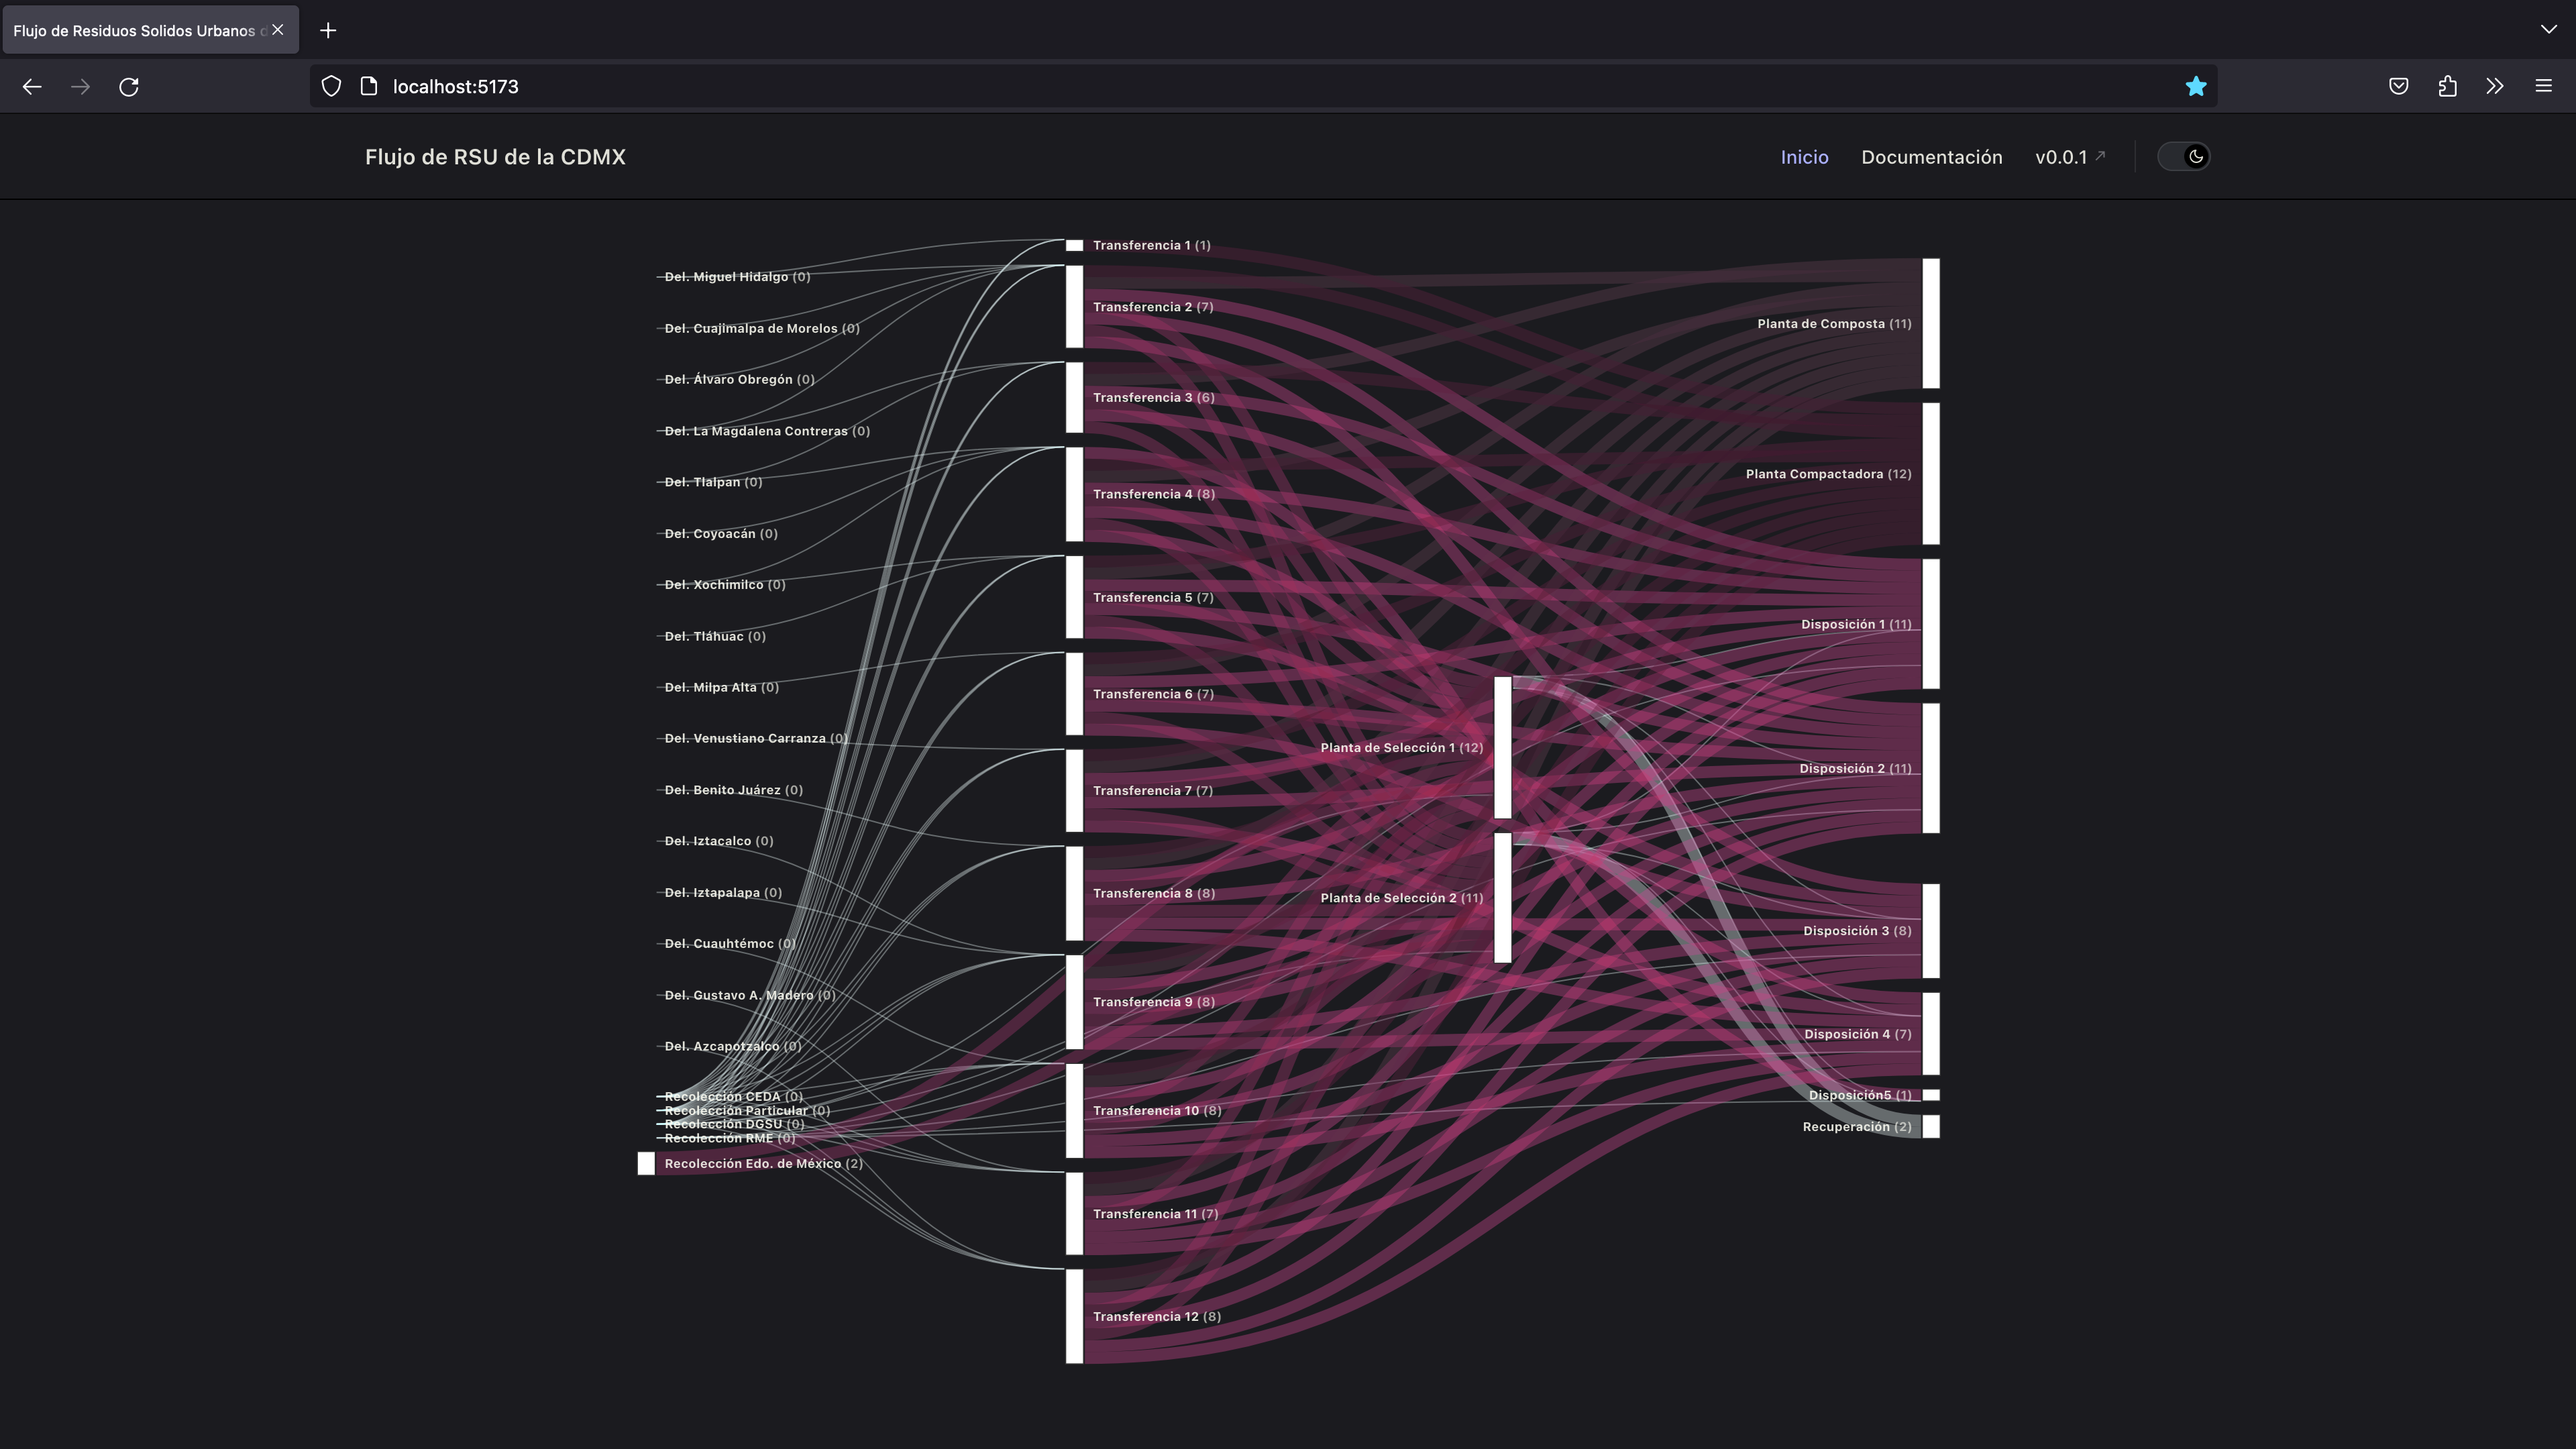 Flujo de Residuos Solidos Urbanos d
localhost:5173
Flujo de RSU de la CDMX
Inicio
Documentación
v0.0.1
Del. Miguel Hidalgo (0)
Del. Cuajimalpa de Morelos (0)
Del. Álvaro Obregón (0)
Del. La Magdalena Contreras (0)
Del. Tlalpan (0)
Del. Coyoacán (0)
Del. Xochimilco (0)
Del. Tláhuac (0)
Del. Milpa Alta (0)
Del. Venustiano Carranza (0)
Del. Benito Juárez (0)
Del. Iztacalco (0)
Del. Iztapalapa (0)
Del. Cuauhtémoc (0)
Del. Gustavo A. Madero (0)
Del. Azcapotzalco (0)
Recolección CEDA (0)
Recolección Particular (0)
Recolección DGSU (0)
Recolección RME (0)
Recolección Edo. de México (2)
Transferencia 1 (1)
Transferencia 2 (7)
Transferencia 3 (6)
Transferencia 4 (8)
Transferencia 5 (7)
Transferencia 6 (7)
Transferencia 7 (7)
Transferencia 8 (8)
Transferencia 9 (8)
Transferencia 10 (8)
Transferencia 11 (7)
Transferencia 12 (8)
Planta de Selección 1 (12)
Planta de Selección 2 (11)
Planta de Composta (11)
Planta Compactadora (12)
Disposición 1 (11)
Disposición 2 (11)
Disposición 3 (8)
Disposición 4 (7)
Disposición5 (1)
Recuperación (2)